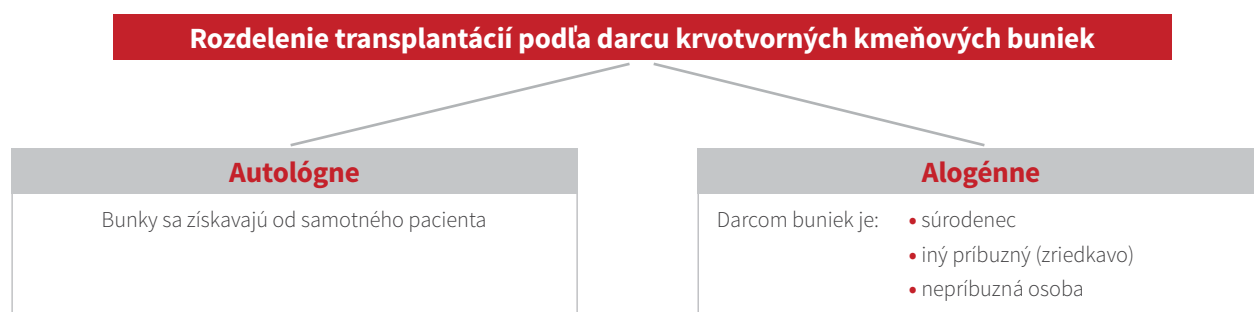 Rozdelenie transplantácií podľa darcu krvotvorných kmeňových buniek
Autológne
Bunky sa získavajú od samotného pacienta
Alogénne
Darcom buniek je: • súrodenec
• iný príbuzný (zriedkavo)
• nepríbuzná osoba